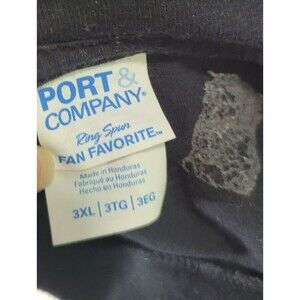 PORT &
COMPANY®
Ring Spun
FAN FAVORITE™
Made in Honduras
Fabriqué au Honduras
Hecho en Honduras
3XL | 3TG | 3EG